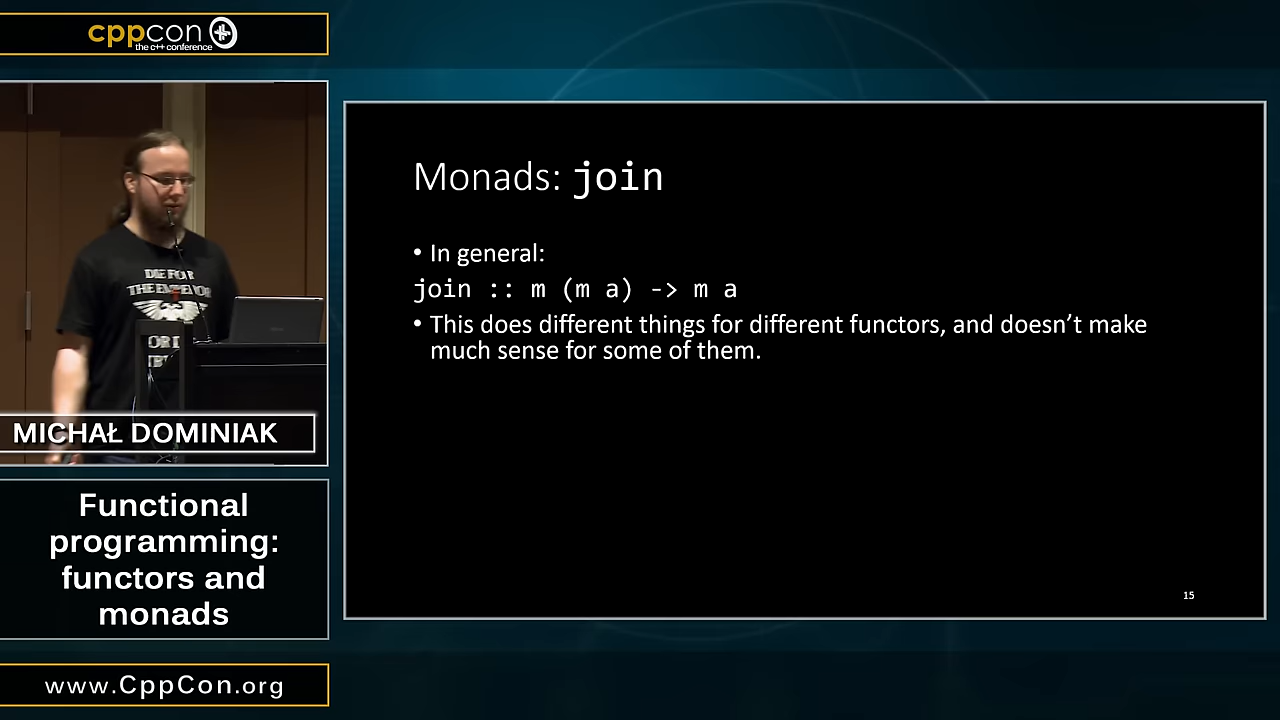 cppcon
the c++ conference
DIE FOR
THE EMPEROR
MICHAŁ DOMINIAK
Functional
programming:
functors and
monads
www.CppCon.org
Monads: join
• In general:
join :: m (m a) -> m a
• This does different things for different functors, and doesn’t make
much sense for some of them.
15